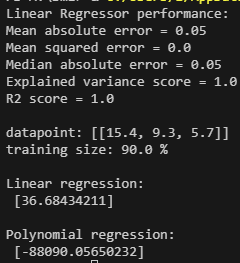 Linear Regressor performance:
Mean absolute error = 0.05
Mean squared error = 0.0
Median absolute error = 0.05
Explained variance score = 1.0
R2 score = 1.0
datapoint: [[15.4, 9.3, 5.7]]
training size: 90.0 %
Linear regression:
[36.68434211]
Polynomial regression:
[-88090.05650232]